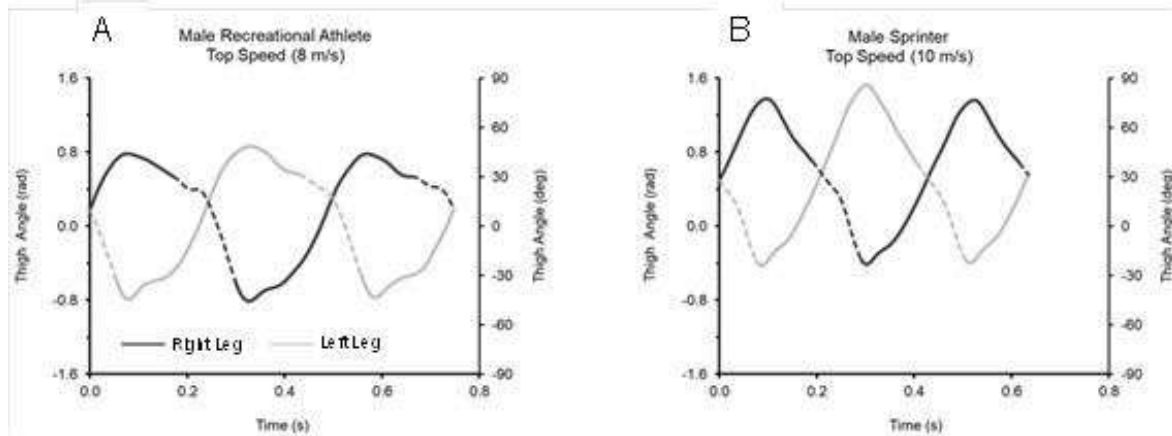 A
Male Recreational Athlete
Top Speed (8 m/s)
1.6
0.8
0.0
-0.8
-1.6
Thigh Angle (rad)
90
60
30
0
-30
-60
-90
Thigh Angle (deg)
0.0
0.2
0.4
0.6
0.8
Time (s)
Right Leg
Left Leg
B
Male Sprinter
Top Speed (10 m/s)
1.6
0.8
0.0
-0.8
-1.6
Thigh Angle (rad)
90
60
30
0
-30
-60
-90
Thigh Angle (deg)
0.0
0.2
0.4
0.6
0.8
Time (s)